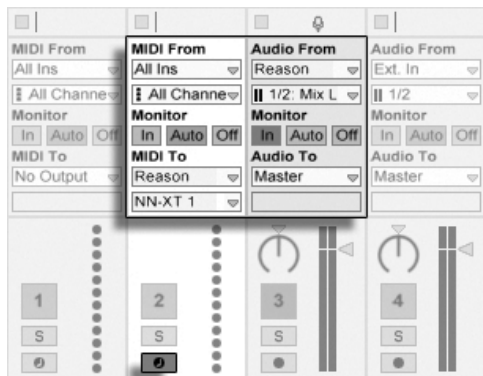 MIDI From
All Ins
All Channe
Monitor
In Auto Off
MIDI To
No Output
1
S
MIDI From
All Ins
All Channe
Monitor
In Auto Off
MIDI To
Reason
NN-XT 1
2
S
Audio From
Reason
1/2: Mix L
Monitor
In Auto Off
Audio To
Master
3
S
Audio From
Ext. In
1/2
Monitor
In Auto Off
Audio To
Master
4
S